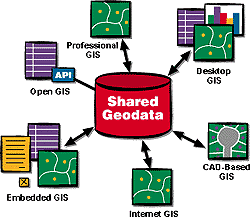 Professional
GIS
Desktop
GIS
API
Open GIS
Shared
Geodata
CAD-Based
GIS
Embedded GIS
Internet GIS